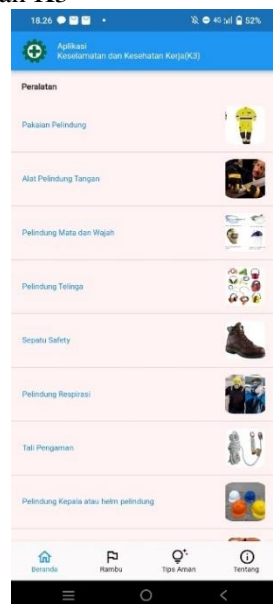 18.26 4G 52%
Aplikasi
Keselamatan dan Kesehatan Kerja(K3)
Peralatan
Pakaian Pelindung
Alat Pelindung Tangan
Pelindung Mata dan Wajah
Pelindung Telinga
Sepatu Safety
Pelindung Respirasi
Tali Pengaman
Pelindung Kepala atau helm pelindung
Beranda Rambu Tips Aman Tentang